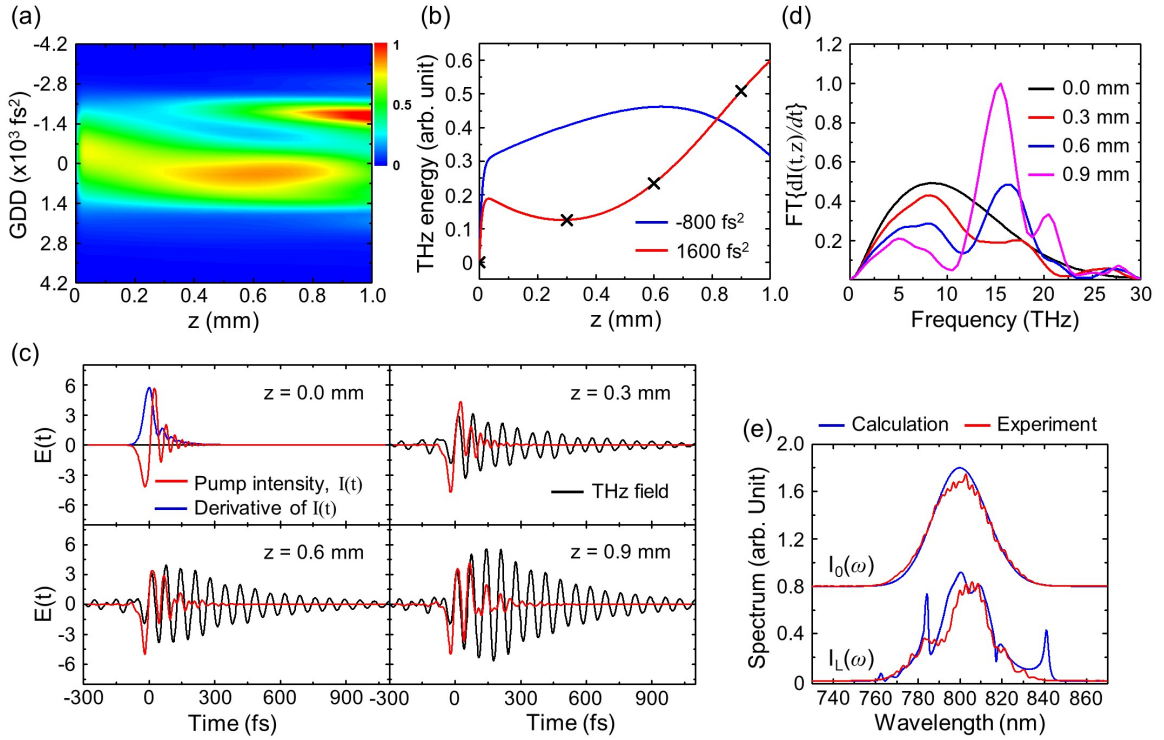 (a)
-4.2
-2.8
-1.4
0
1.4
2.8
4.2
GDD (x10³ fs²)
0.0 0.2 0.4 0.6 0.8 1.0
z (mm)
1
0.5
0
(b)
0.6
0.5
0.4
0.3
0.2
0.1
0
THz energy (arb. unit)
-800 fs²
1600 fs²
0 0.2 0.4 0.6 0.8 1.0
z (mm)
(d)
1.2
1.0
0.8
0.6
0.4
0.2
FT{dI(t,z)/dt}
0.0 mm
0.3 mm
0.6 mm
0.9 mm
0 5 10 15 20 25 30
Frequency (THz)
(c)
6
3
0
-3
-6
E(t)
z = 0.0 mm
Pump intensity, I(t)
Derivative of I(t)
z = 0.3 mm
THz field
6
3
0
-3
-6
E(t)
z = 0.6 mm
z = 0.9 mm
-300 0 300 600 900
Time (fs)
-300 0 300 600 900
Time (fs)
(e)
Calculation Experiment
2.0
1.6
1.2
0.8
0.4
0
Spectrum (arb. Unit)
I₀(ω)
I_L(ω)
740 760 780 800 820 840 860
Wavelength (nm)